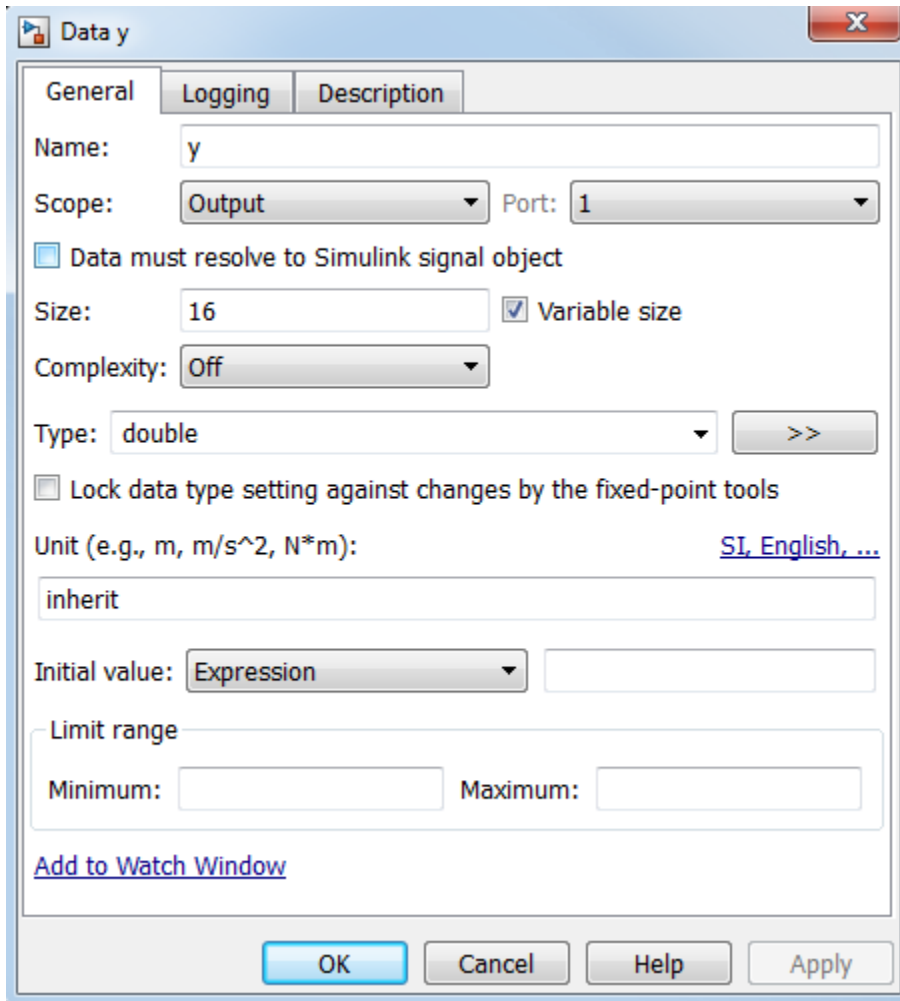 Data y
General Logging Description
Name: y
Scope: Output Port: 1
Data must resolve to Simulink signal object
Size: 16 Variable size
Complexity: Off
Type: double >>
Lock data type setting against changes by the fixed-point tools
Unit (e.g., m, m/s^2, N*m): SI, English, ...
inherit
Initial value: Expression
Limit range
Minimum: Maximum:
Add to Watch Window
OK Cancel Help Apply